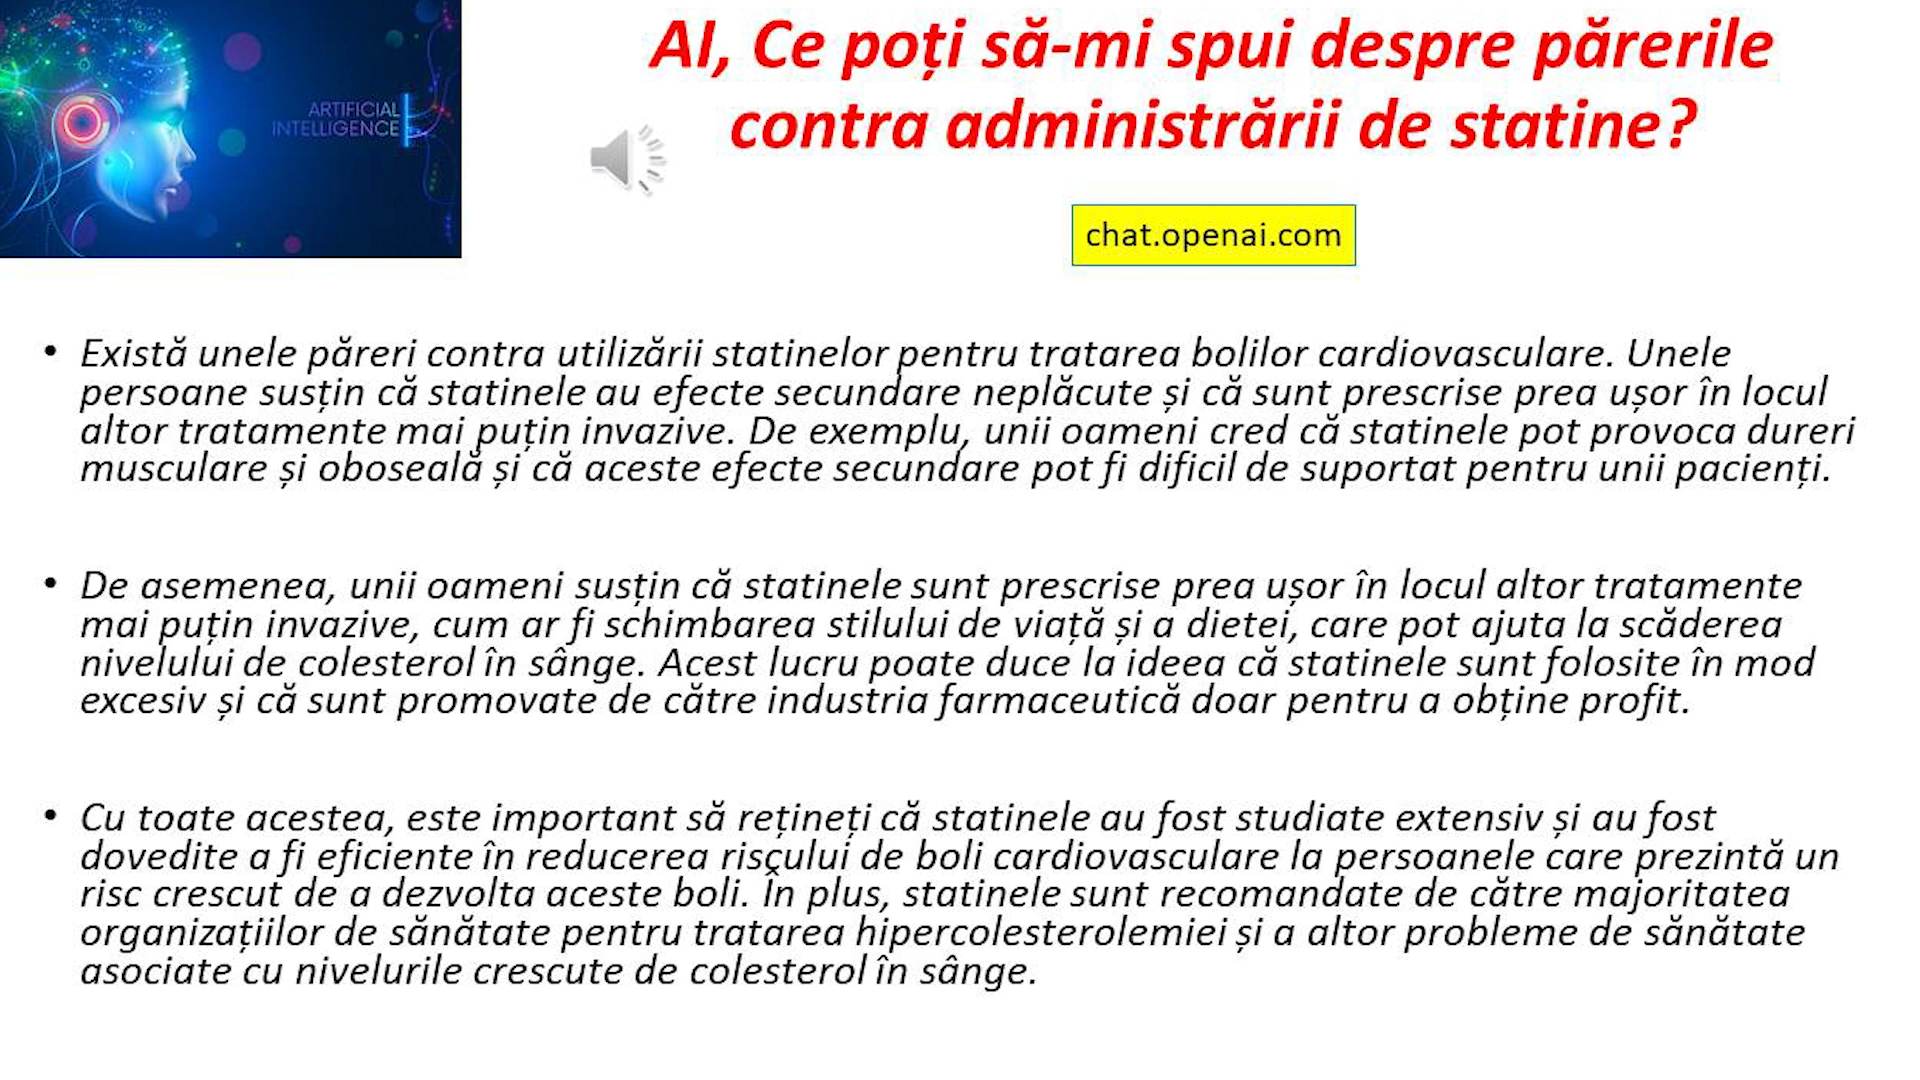 ARTIFICIAL
INTELLIGENCE
AI, Ce poți să-mi spui despre părerile
contra administrării de statine?
chat.openai.com
• Există unele păreri contra utilizării statinelor pentru tratarea bolilor cardiovasculare. Unele
persoane susțin că statinele au efecte secundare neplăcute și că sunt prescrise prea ușor în locul
altor tratamente mai puțin invazive. De exemplu, unii oameni cred că statinele pot provoca dureri
musculare și oboseală și că aceste efecte secundare pot fi dificil de suportat pentru unii pacienți.
• De asemenea, unii oameni susțin că statinele sunt prescrise prea ușor în locul altor tratamente
mai puțin invazive, cum ar fi schimbarea stilului de viață și a dietei, care pot ajuta la scăderea
nivelului de colesterol în sânge. Acest lucru poate duce la ideea că statinele sunt folosite în mod
excesiv și că sunt promovate de către industria farmaceutică doar pentru a obține profit.
• Cu toate acestea, este important să rețineți că statinele au fost studiate extensiv și au fost
dovedite a fi eficiente în reducerea riscului de boli cardiovasculare la persoanele care prezintă un
risc crescut de a dezvolta aceste boli. În plus, statinele sunt recomandate de către majoritatea
organizațiilor de sănătate pentru tratarea hipercolesterolemiei și a altor probleme de sănătate
asociate cu nivelurile crescute de colesterol în sânge.